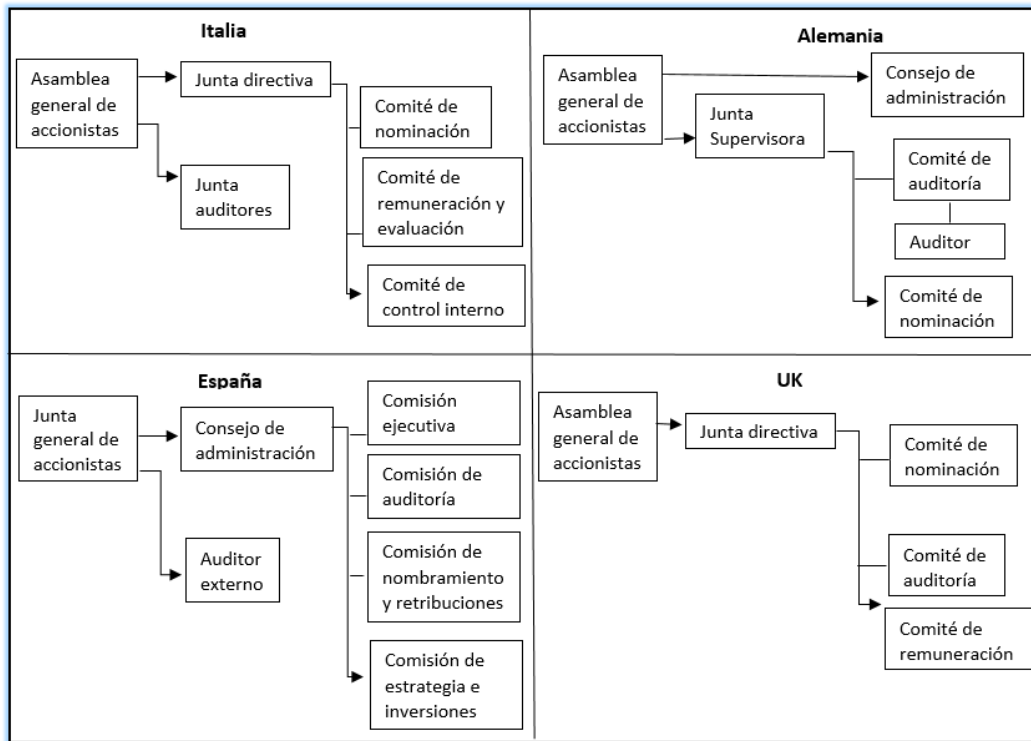 Italia
Asamblea
general de
accionistas
Junta directiva
Comité de
nominación
Junta
auditores
Comité de
remuneración y
evaluación
Comité de
control interno
Alemania
Asamblea
general de
accionistas
Consejo de
administración
Junta
Supervisora
Comité de
auditoría
Auditor
Comité de
nominación
España
Junta
general de
accionistas
Consejo de
administración
Comisión
ejecutiva
Comisión de
auditoría
Auditor
externo
Comisión de
nombramiento
y retribuciones
Comisión de
estrategia e
inversiones
UK
Asamblea
general de
accionistas
Junta directiva
Comité de
nominación
Comité de
auditoría
Comité de
remuneración